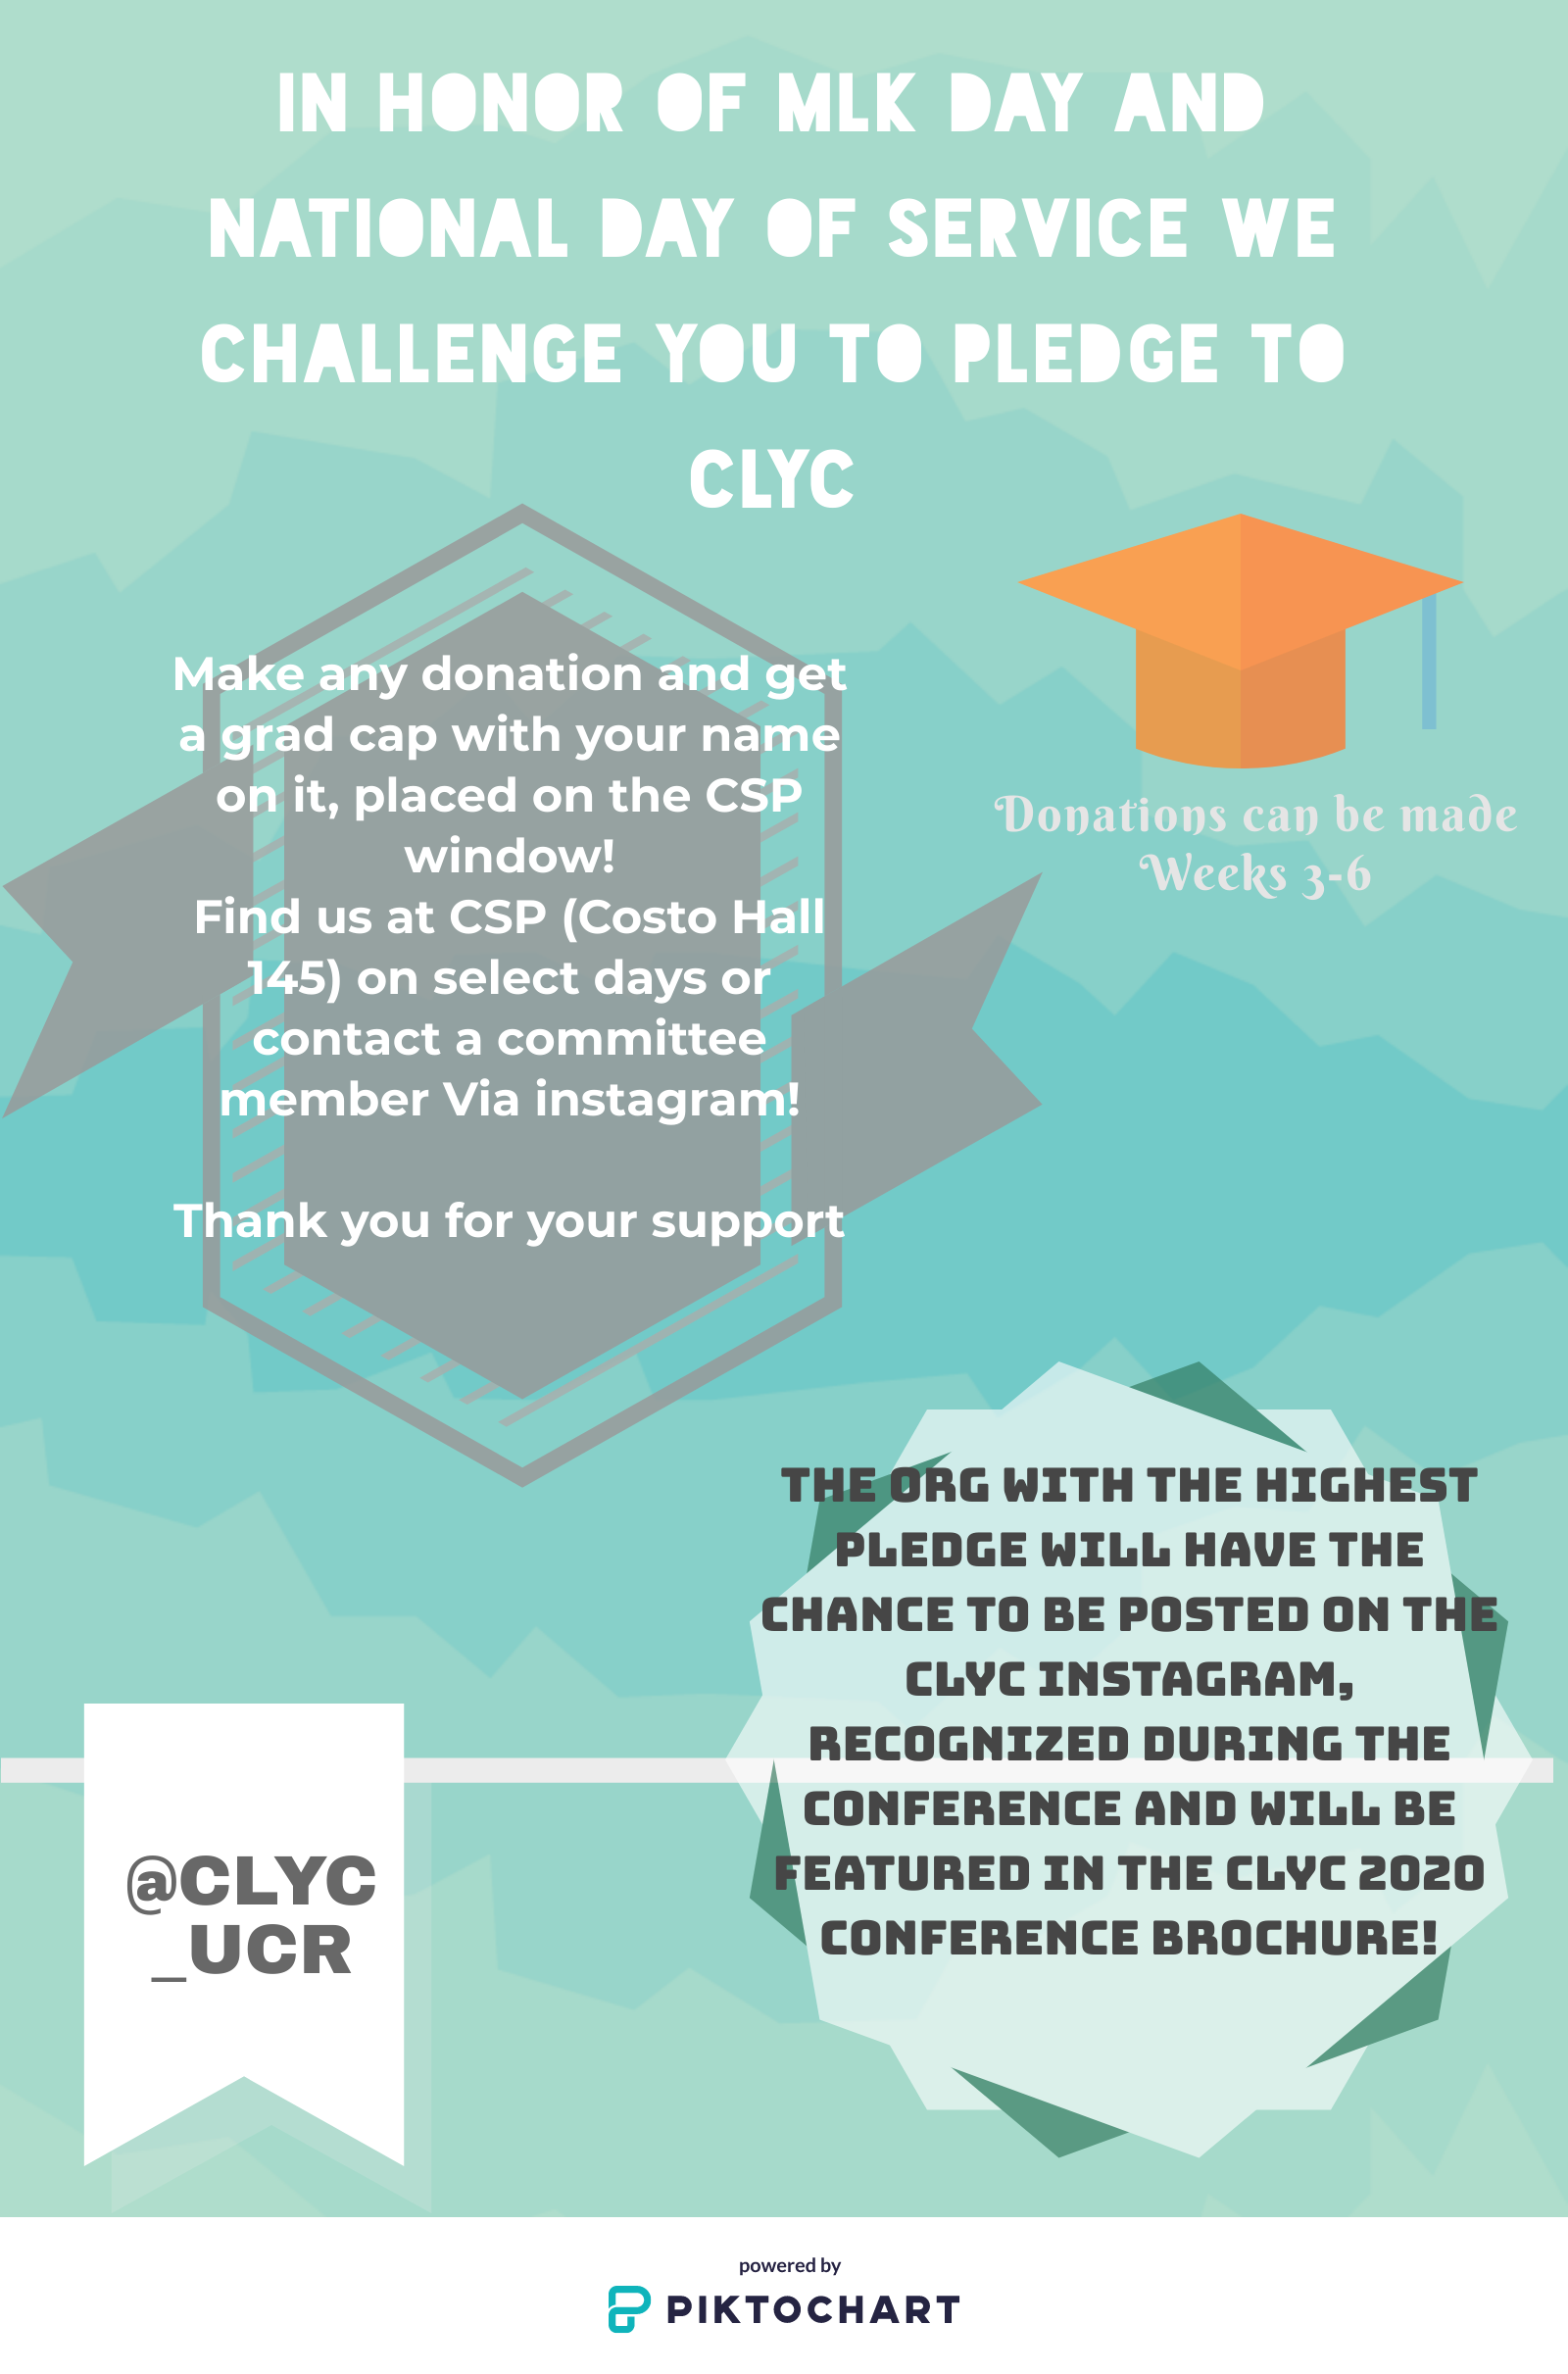 IN HONOR OF MLK DAY AND
NATIONAL DAY OF SERVICE WE
CHALLENGE YOU TO PLEDGE TO
CLYC
Make any donation and get
a grad cap with your name
on it, placed on the CSP
window!
Find us at CSP (Costo Hall
145) on select days or
contact a committee
member Via instagram!
Thank you for your support
Donations can be made
Weeks 3-6
THE ORG WITH THE HIGHEST
PLEDGE WILL HAVE THE
CHANCE TO BE POSTED ON THE
CLYC INSTAGRAM,
RECOGNIZED DURING THE
CONFERENCE AND WILL BE
FEATURED IN THE CLYC 2020
CONFERENCE BROCHURE!
@CLYC
_UCR
powered by
PIKTOCHART